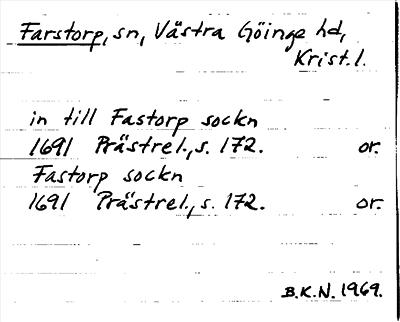 Farstorp, sn, Västra Göinge hd,
Krist. l.
in till Fastorp sockn
1691 Prästrel., s. 172. or.
Fastorp sockn
1691 Prästrel., s. 172. or.
B.K.N. 1969.